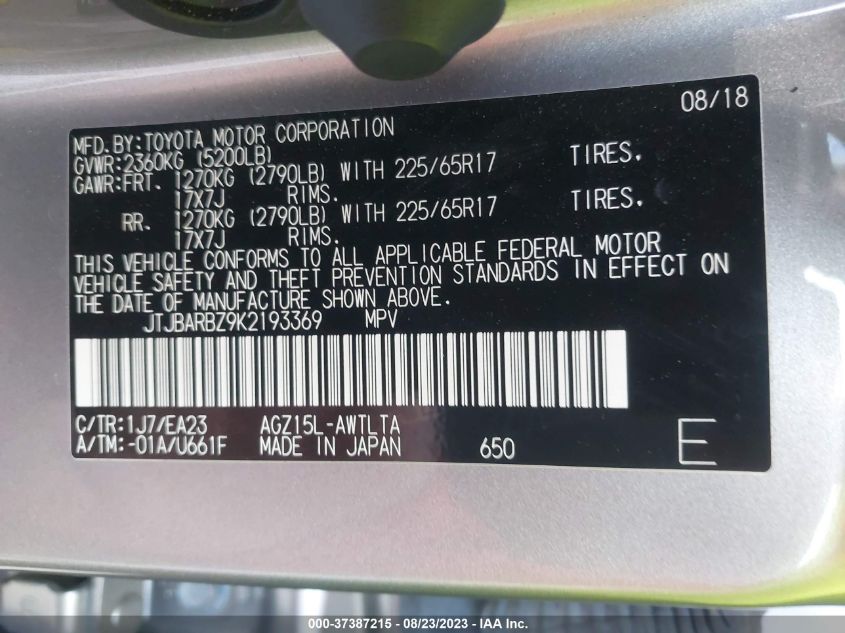 08/18
MFD.BY:TOYOTA MOTOR CORPORATION
GVWR:2360KG (5200LB)
GAWR:FRT. 1270KG (2790LB) WITH 225/65R17 TIRES.
17X7J RIMS.
RR. 1270KG (2790LB) WITH 225/65R17 TIRES.
17X7J RIMS.
THIS VEHICLE CONFORMS TO ALL APPLICABLE FEDERAL MOTOR
VEHICLE SAFETY AND THEFT PREVENTION STANDARDS IN EFFECT ON
THE DATE OF MANUFACTURE SHOWN ABOVE.
JTJBARBZ9K2193369 MPV
C/TR:1J7/EA23 AGZ15L-AWTLTA
A/TM:-01A/U661F MADE IN JAPAN 650 E
000-37387215 - 08/23/2023 - IAA Inc.